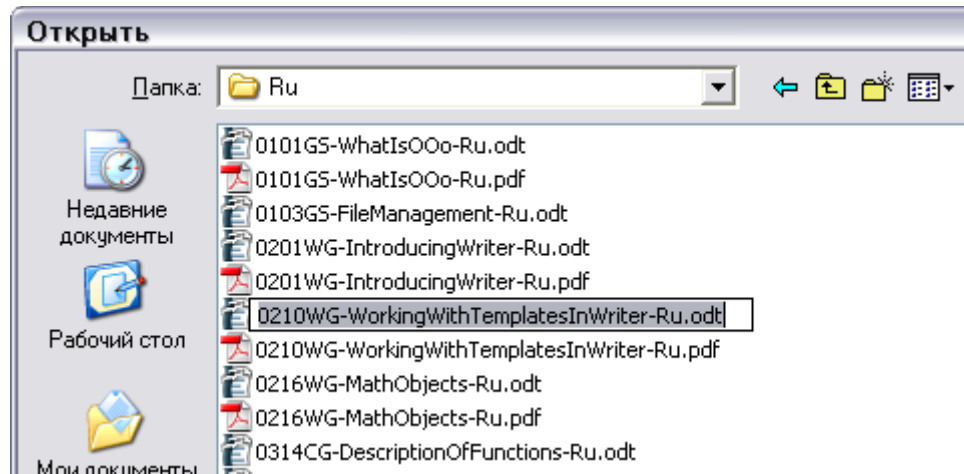 Открыть
Папка:
Ru
0101GS-WhatIsOOo-Ru.odt
0101GS-WhatIsOOo-Ru.pdf
0103GS-FileManagement-Ru.odt
0201WG-IntroducingWriter-Ru.odt
0201WG-IntroducingWriter-Ru.pdf
0210WG-WorkingWithTemplatesInWriter-Ru.odt
0210WG-WorkingWithTemplatesInWriter-Ru.pdf
0216WG-MathObjects-Ru.odt
0216WG-MathObjects-Ru.pdf
0314CG-DescriptionOfFunctions-Ru.odt
Недавние
документы
Рабочий стол
Мои документы